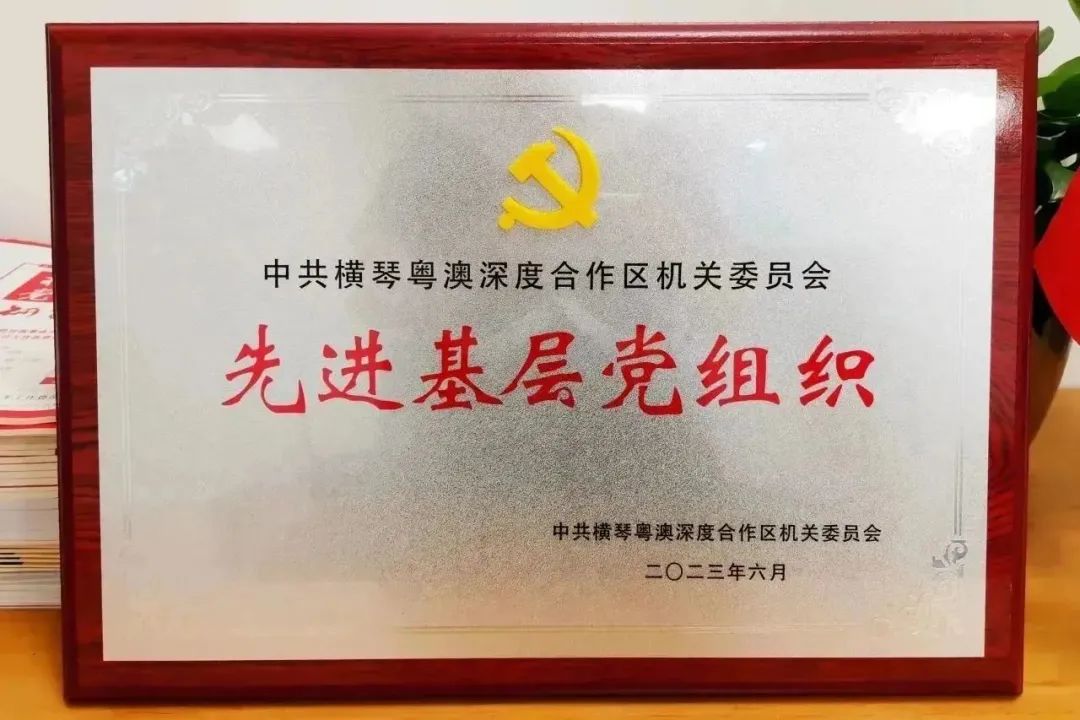 中共横琴粤澳深度合作区机关委员会
先进基层党组织
中共横琴粤澳深度合作区机关委员会
二〇二三年六月